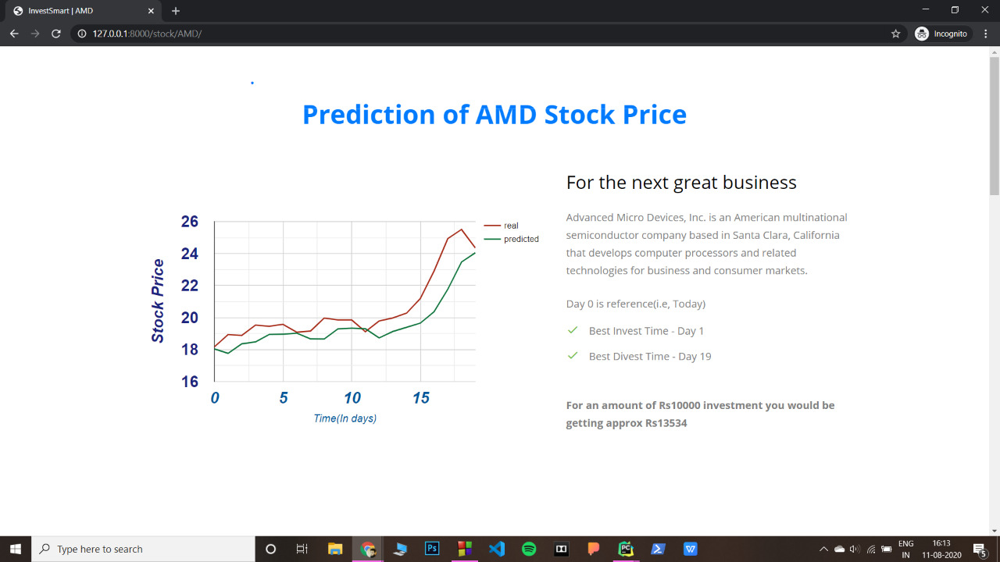 InvestSmart | AMD
127.0.0.1:8000/stock/AMD/
Incognito
Prediction of AMD Stock Price
26
24
22
20
18
16
Stock Price
0
5
10
15
Time(In days)
real
predicted
For the next great business
Advanced Micro Devices, Inc. is an American multinational
semiconductor company based in Santa Clara, California
that develops computer processors and related
technologies for business and consumer markets.
Day 0 is reference(i.e, Today)
Best Invest Time - Day 1
Best Divest Time - Day 19
For an amount of Rs10000 investment you would be
getting approx Rs13534
Type here to search
Ps
PC
W
ENG
IN
16:13
11-08-2020
5